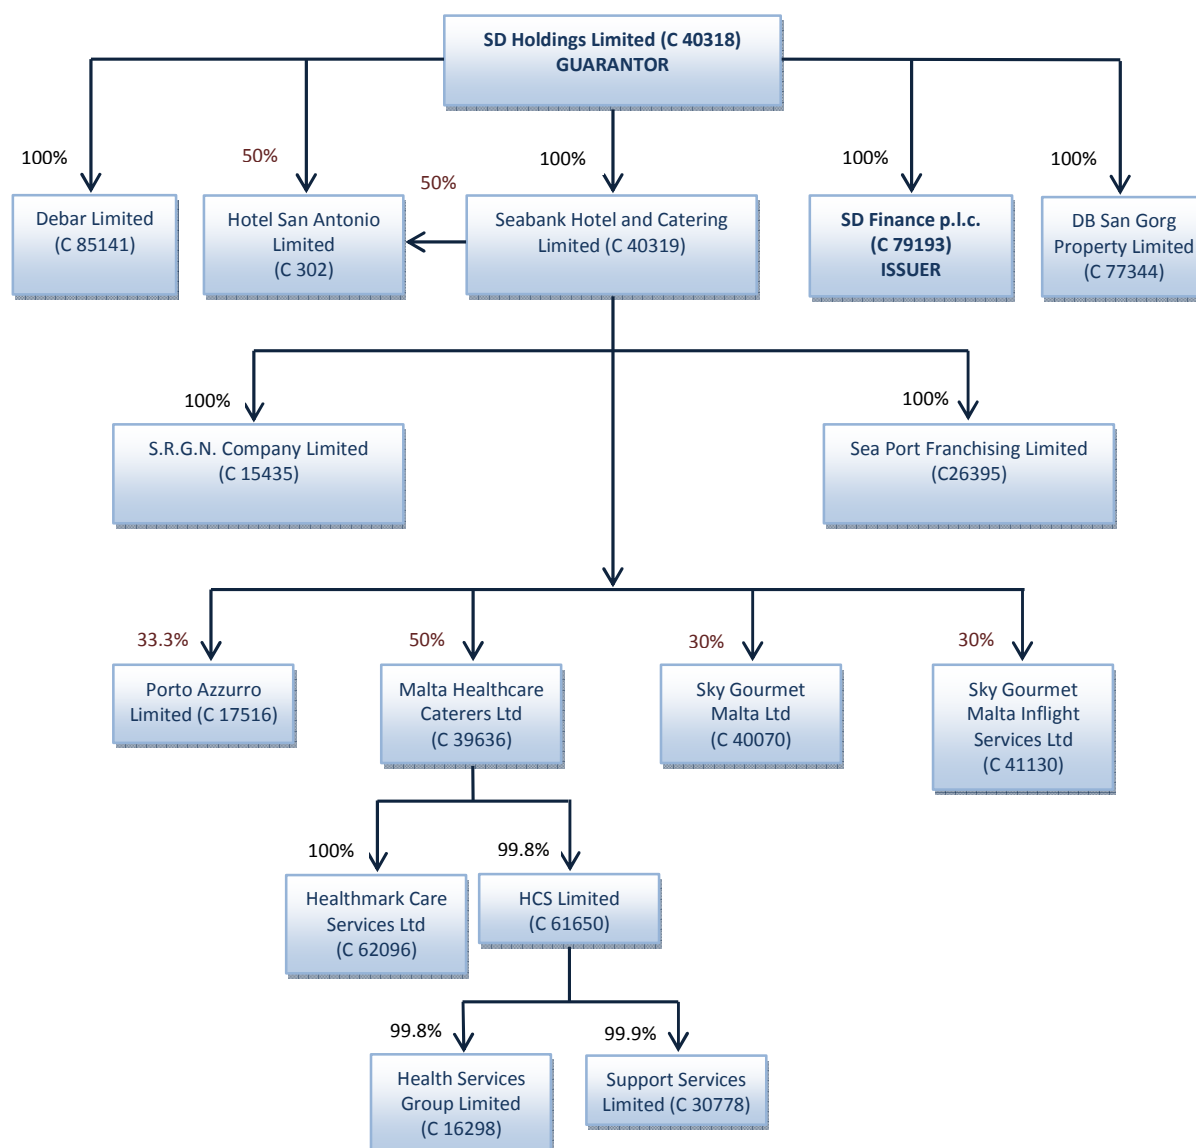 SD Holdings Limited (C 40318)
GUARANTOR
100%
50%
50%
100%
100%
100%
Debar Limited
(C 85141)
Hotel San Antonio
Limited
(C 302)
Seabank Hotel and Catering
Limited (C 40319)
SD Finance p.l.c.
(C 79193)
ISSUER
DB San Gorg
Property Limited
(C 77344)
100%
100%
S.R.G.N. Company Limited
(C 15435)
Sea Port Franchising Limited
(C26395)
33.3%
50%
30%
30%
Porto Azzurro
Limited (C 17516)
Malta Healthcare
Caterers Ltd
(C 39636)
Sky Gourmet
Malta Ltd
(C 40070)
Sky Gourmet
Malta Inflight
Services Ltd
(C 41130)
100%
99.8%
Healthmark Care
Services Ltd
(C 62096)
HCS Limited
(C 61650)
99.8%
99.9%
Health Services
Group Limited
(C 16298)
Support Services
Limited (C 30778)